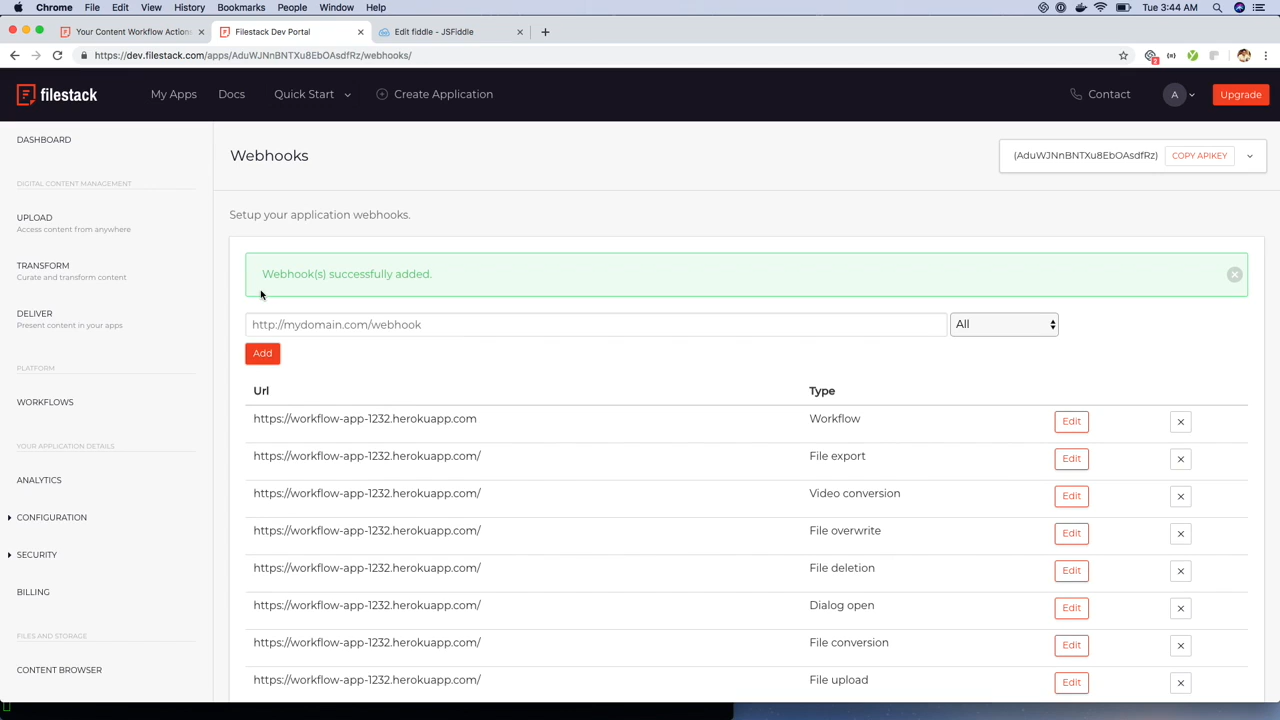 Chrome File Edit View History Bookmarks People Window Help Tue 3:44 AM
Your Content Workflow Action Filestack Dev Portal Edit fiddle - JSFiddle
https://dev.filestack.com/apps/AduWJNnBNTXu8EbOAsdfRz/webhooks/ 2
filestack My Apps Docs Quick Start Create Application Contact A Upgrade
DASHBOARD
DIGITAL CONTENT MANAGEMENT
UPLOAD
Access content from anywhere
TRANSFORM
Curate and transform content
DELIVER
Present content in your apps
PLATFORM
WORKFLOWS
YOUR APPLICATION DETAILS
ANALYTICS
CONFIGURATION
SECURITY
BILLING
FILES AND STORAGE
CONTENT BROWSER
Webhooks
(AduWJNnBNTXu8EbOAsdfRz) COPY APIKEY
Setup your application webhooks.
Webhook(s) successfully added.
http://mydomain.com/webhook All
Add
Url Type
https://workflow-app-1232.herokuapp.com Workflow Edit ×
https://workflow-app-1232.herokuapp.com/ File export Edit ×
https://workflow-app-1232.herokuapp.com/ Video conversion Edit ×
https://workflow-app-1232.herokuapp.com/ File overwrite Edit ×
https://workflow-app-1232.herokuapp.com/ File deletion Edit ×
https://workflow-app-1232.herokuapp.com/ Dialog open Edit ×
https://workflow-app-1232.herokuapp.com/ File conversion Edit ×
https://workflow-app-1232.herokuapp.com/ File upload Edit ×